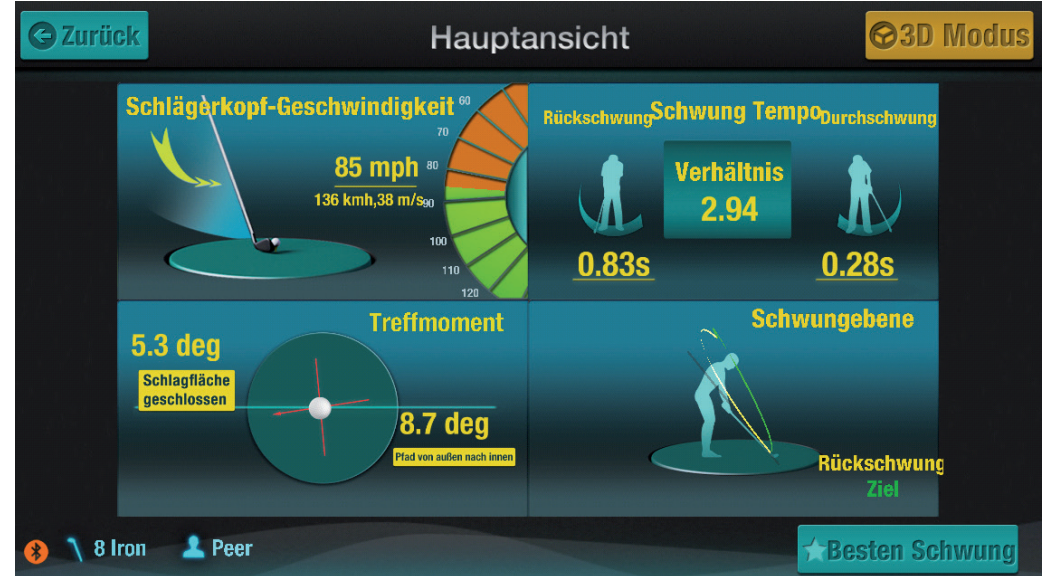 Zurück
Hauptansicht
3D Modus
Schlägerkopf-Geschwindigkeit
60
70
80
90
100
110
120
85 mph
136 kmh,38 m/s
Rückschwung
Schwung Tempo
Durchschwung
Verhältnis
2.94
0.83s
0.28s
Treffmoment
5.3 deg
Schlagfläche
geschlossen
8.7 deg
Pfad von außen nach innen
Schwungebene
Rückschwung
Ziel
8 Iron
Peer
Besten Schwung